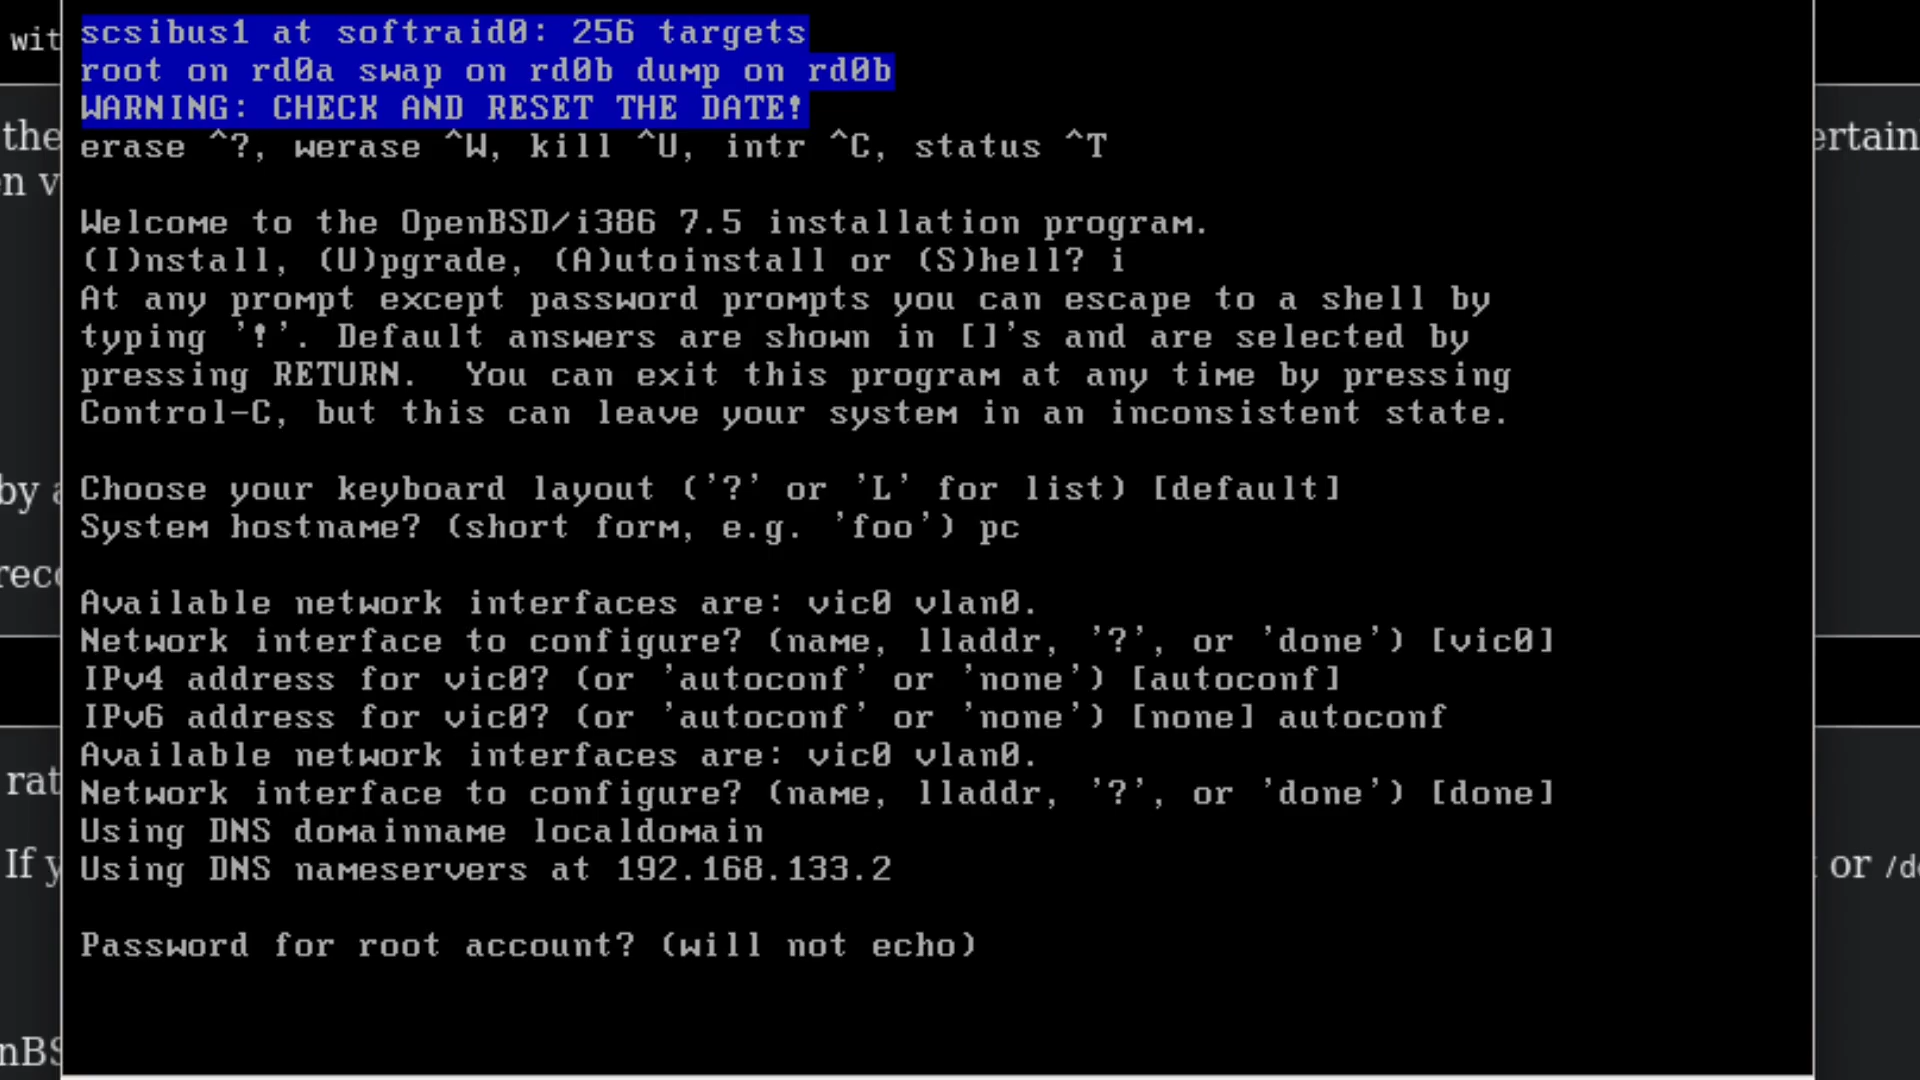 scsibus1 at softraid0: 256 targets
root on rd0a swap on rd0b dump on rd0b
WARNING: CHECK AND RESET THE DATE!
erase ^?, werase ^W, kill ^U, intr ^C, status ^T
Welcome to the OpenBSD/i386 7.5 installation program.
(I)nstall, (U)pgrade, (A)utoinstall or (S)hell? i
At any prompt except password prompts you can escape to a shell by
typing '!'. Default answers are shown in []'s and are selected by
pressing RETURN.  You can exit this program at any time by pressing
Control-C, but this can leave your system in an inconsistent state.
Choose your keyboard layout ('?' or 'L' for list) [default]
System hostname? (short form, e.g. 'foo') pc
Available network interfaces are: vic0 vlan0.
Network interface to configure? (name, lladdr, '?', or 'done') [vic0]
IPv4 address for vic0? (or 'autoconf' or 'none') [autoconf]
IPv6 address for vic0? (or 'autoconf' or 'none') [none] autoconf
Available network interfaces are: vic0 vlan0.
Network interface to configure? (name, lladdr, '?', or 'done') [done]
Using DNS domainname localdomain
Using DNS nameservers at 192.168.133.2
Password for root account? (will not echo)
the
by
If
or